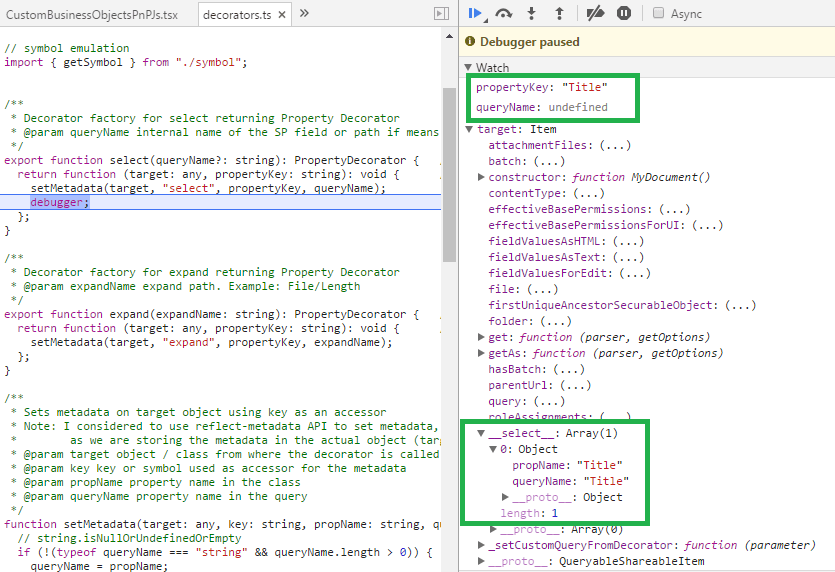 CustomBusinessObjectsPnPJs.tsx
decorators.ts ×
»
// symbol emulation
import { getSymbol } from "./symbol";
/**
 * Decorator factory for select returning Property Decorator
 * @param queryName internal name of the SP field or path if means
 */
export function select(queryName?: string): PropertyDecorator {
  return function (target: any, propertyKey: string): void {
    setMetadata(target, "select", propertyKey, queryName);
    debugger;
  };
}
/**
 * Decorator factory for expand returning Property Decorator
 * @param expandName expand path. Example: File/Length
 */
export function expand(expandName: string): PropertyDecorator {
  return function (target: any, propertyKey: string): void {
    setMetadata(target, "expand", propertyKey, expandName);
  };
}
/**
 * Sets metadata on target object using key as an accessor
 * Note: I considered to use reflect-metadata API to set metadata,
 *       as we are storing the metadata in the actual object (targ
 * @param target object / class from where the decorator is called
 * @param key key or symbol used as accessor for the metadata
 * @param propName property name in the class
 * @param queryName property name in the query
 */
function setMetadata(target: any, key: string, propName: string, qu
  // string.isNullOrUndefinedOrEmpty
  if (!(typeof queryName === "string" && queryName.length > 0)) {
    queryName = propName;
Async
Debugger paused
Watch
propertyKey: "Title"
queryName: undefined
target: Item
attachmentFiles: (...)
batch: (...)
constructor: function MyDocument()
contentType: (...)
effectiveBasePermissions: (...)
effectiveBasePermissionsForUI: (...)
fieldValuesAsHTML: (...)
fieldValuesAsText: (...)
fieldValuesForEdit: (...)
file: (...)
firstUniqueAncestorSecurableObject: (...)
folder: (...)
get: function (parser, getOptions)
getAs: function (parser, getOptions)
hasBatch: (...)
parentUrl: (...)
query: (...)
roleAssignments: (...)
__select__: Array(1)
0: Object
propName: "Title"
queryName: "Title"
__proto__: Object
length: 1
__proto__: Array(0)
_setCustomQueryFromDecorator: function (parameter)
__proto__: QueryableShareableItem